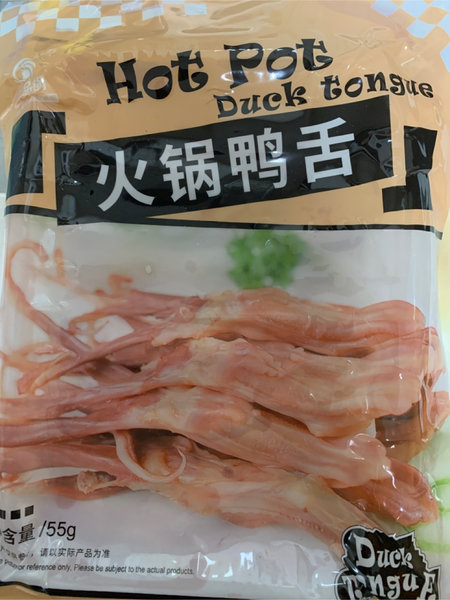 Hot Pot
Duck tongue
火锅鸭舌
含量/55g
请以实际产品为准
reference only. Please be subject to the actual products.
Duck
Tongue